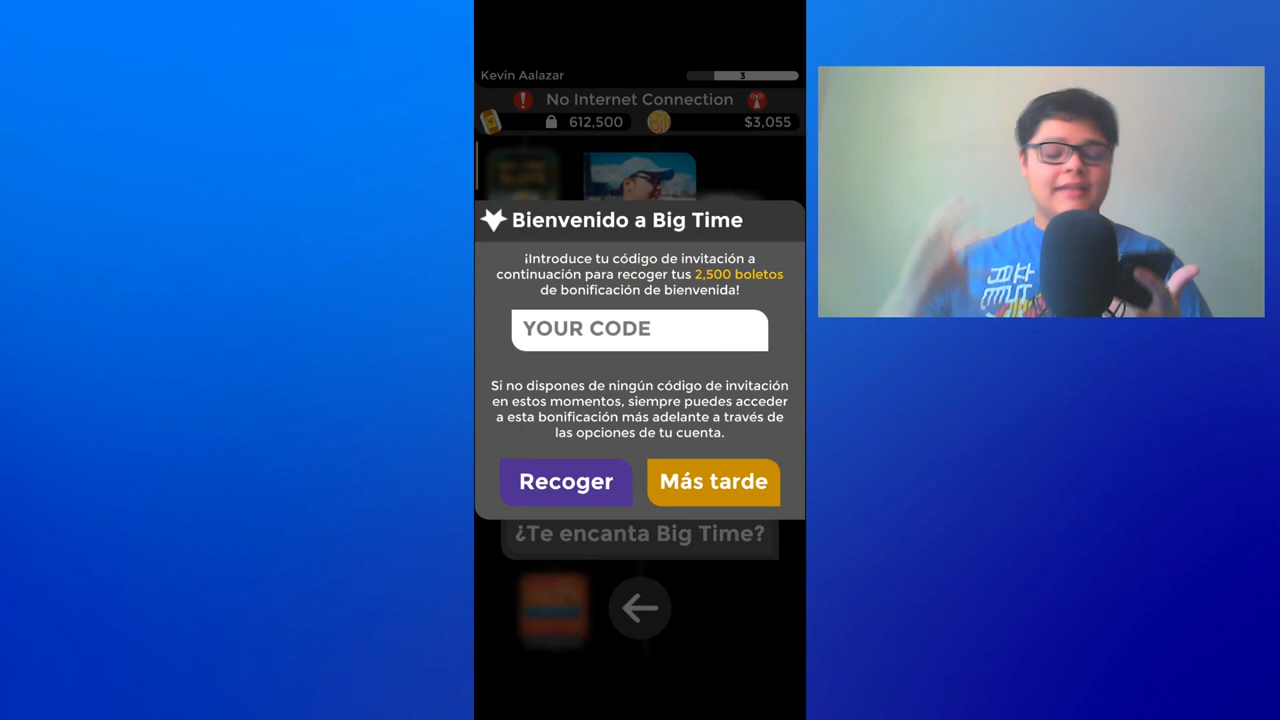 Kevin Aalazar
3
No Internet Connection
612,500
$3,055
Bienvenido a Big Time
¡Introduce tu código de invitación a
continuación para recoger tus 2,500 boletos
de bonificación de bienvenida!
YOUR CODE
Si no dispones de ningún código de invitación
en estos momentos, siempre puedes acceder
a esta bonificación más adelante a través de
las opciones de tu cuenta.
Recoger
Más tarde
¿Te encanta Big Time?